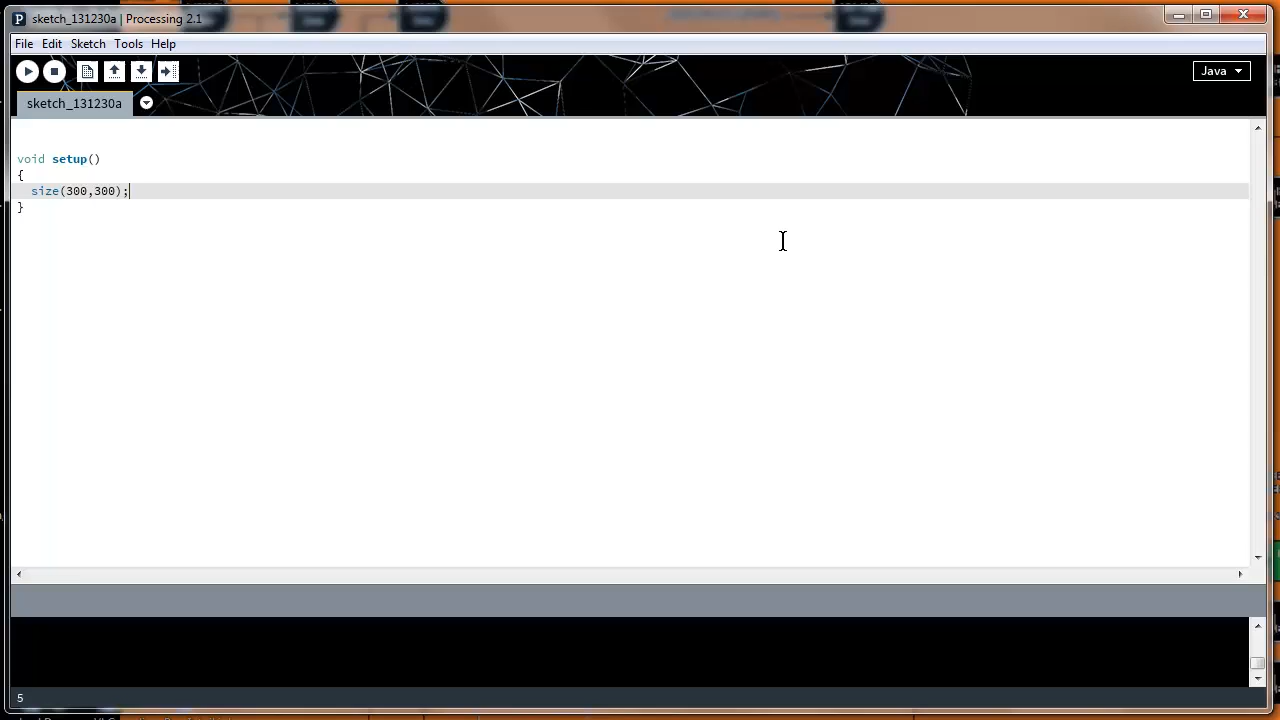 sketch_131230a | Processing 2.1
File Edit Sketch Tools Help
Java
sketch_131230a
void setup()
{
size(300,300);
}
5